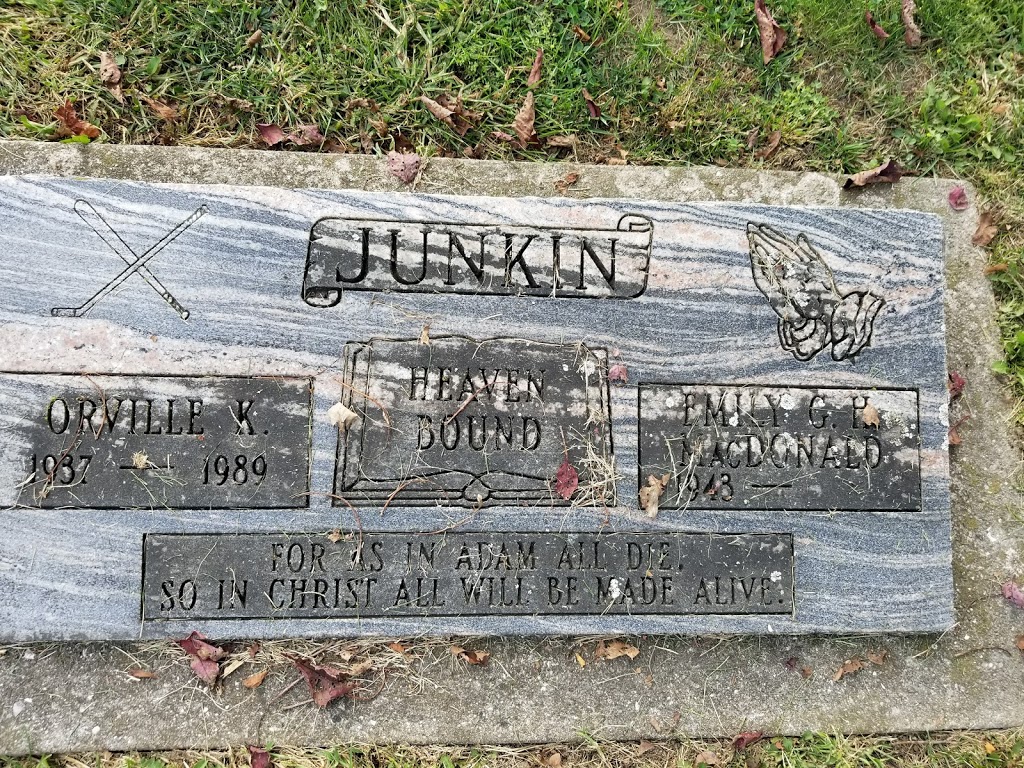 JUNKIN
HEAVEN
BOUND
ORVILLE K.
1937 — 1989
EMILY G. H.
MACDONALD
1943 —
FOR AS IN ADAM ALL DIE.
SO IN CHRIST ALL WILL BE MADE ALIVE.